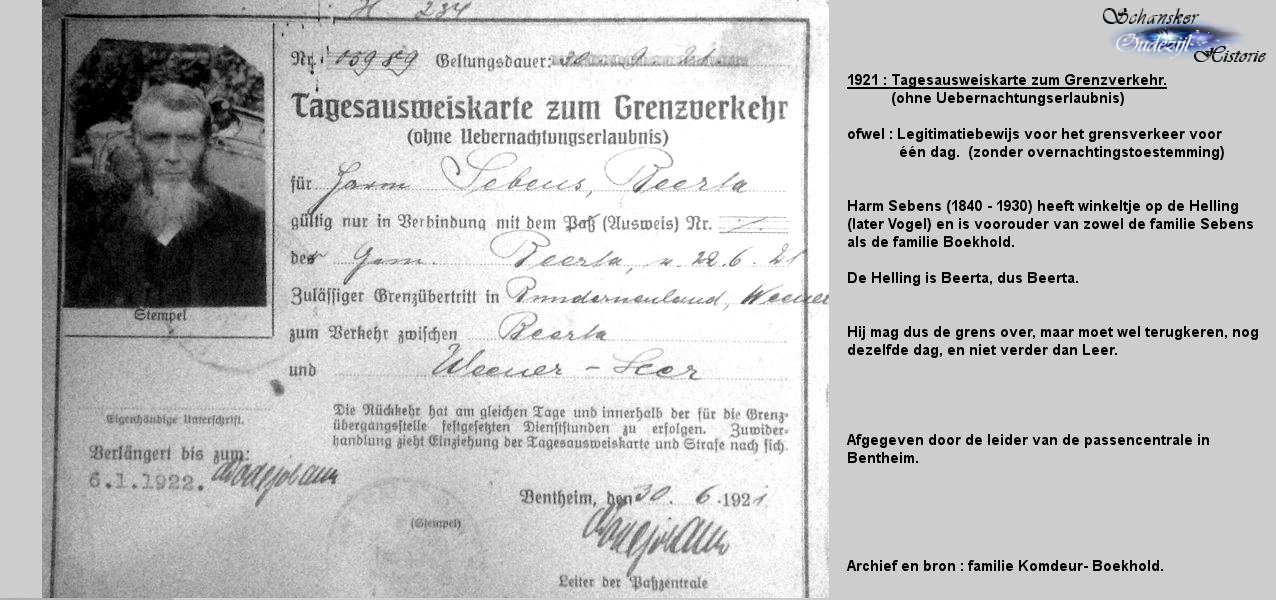 H 234
Nr. 15989 Geltungsdauer: 30. 9. 21
Tagesausweiskarte zum Grenzverkehr
(ohne Uebernachtungserlaubnis)
für Harm Sebens, Beerta
gültig nur in Verbindung mit dem Paß (Ausweis) Nr.
des Gem. Beerta, v. 22.6.21
Zulässiger Grenzübertritt in Bunderneuland, Weener
zum Verkehr zwischen Beerta
und Weener - Leer
Stempel
Die Rückkehr hat am gleichen Tage und innerhalb der für die Grenz-
übergangsstelle festgesetzten Dienststunden zu erfolgen. Zuwider-
handlung zieht Einziehung der Tagesausweiskarte und Strafe nach sich.
Eigenhändige Unterschrift.
Verlängert bis zum:
6.1.1922.
Bentheim, den 30. 6. 1921
(Stempel)
Leiter der Paßzentrale
Schansker
Oudezijl
Historie
1921 : Tagesausweiskarte zum Grenzverkehr.
(ohne Uebernachtungserlaubnis)
ofwel : Legitimatiebewijs voor het grensverkeer voor
één dag. (zonder overnachtingstoestemming)
Harm Sebens (1840 - 1930) heeft winkeltje op de Helling
(later Vogel) en is voorouder van zowel de familie Sebens
als de familie Boekhold.
De Helling is Beerta, dus Beerta.
Hij mag dus de grens over, maar moet wel terugkeren, nog
dezelfde dag, en niet verder dan Leer.
Afgegeven door de leider van de passencentrale in
Bentheim.
Archief en bron : familie Komdeur- Boekhold.